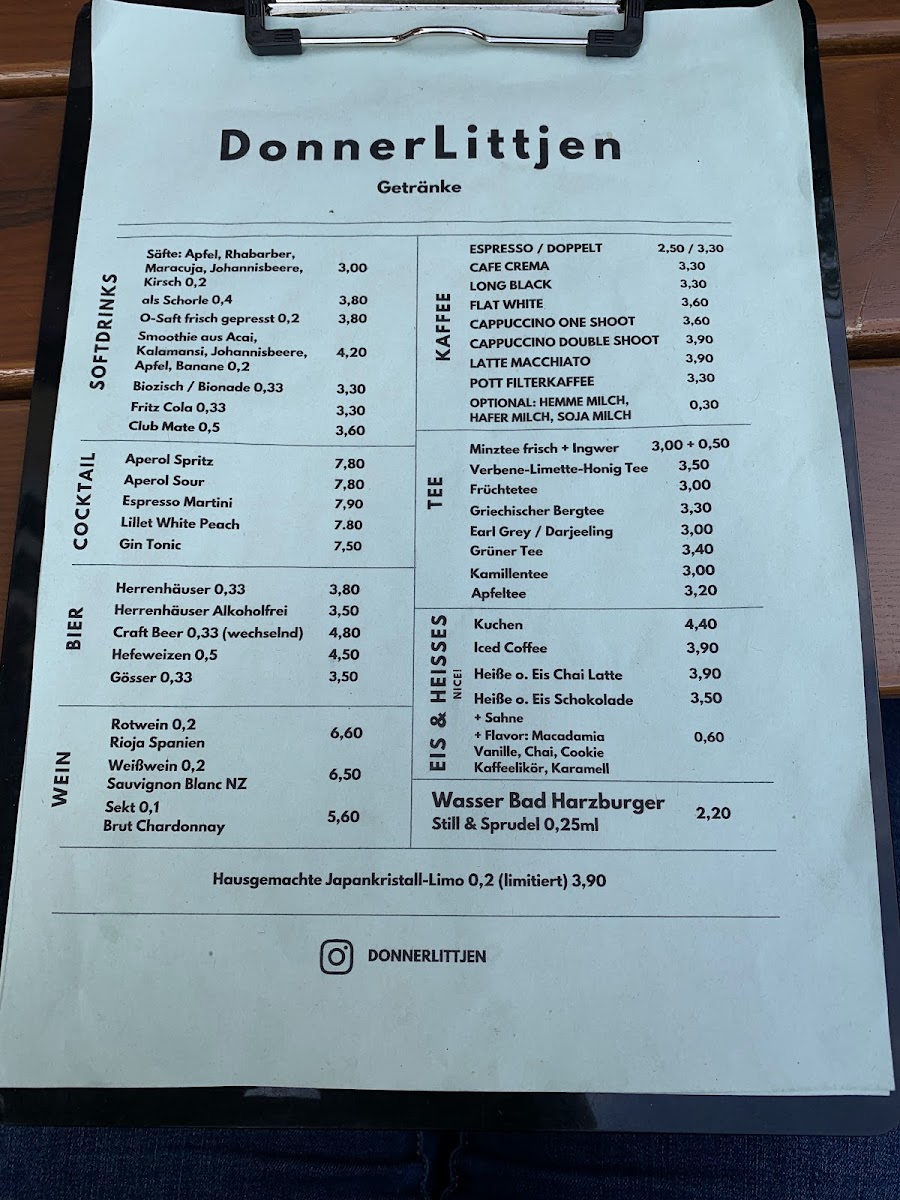 DonnerLittjen
Getränke
SOFTDRINKS
Säfte: Apfel, Rhabarber,
Maracuja, Johannisbeere, 3,00
Kirsch 0,2
als Schorle 0,4 3,80
O-Saft frisch gepresst 0,2 3,80
Smoothie aus Acai,
Kalamansi, Johannisbeere, 4,20
Apfel, Banane 0,2
Biozisch / Bionade 0,33 3,30
Fritz Cola 0,33 3,30
Club Mate 0,5 3,60
COCKTAIL
Aperol Spritz 7,80
Aperol Sour 7,80
Espresso Martini 7,90
Lillet White Peach 7.80
Gin Tonic 7,50
BIER
Herrenhäuser 0,33 3,80
Herrenhäuser Alkoholfrei 3,50
Craft Beer 0,33 (wechselnd) 4,80
Hefeweizen 0,5 4,50
Gösser 0,33 3,50
WEIN
Rotwein 0,2 6,60
Rioja Spanien
Weißwein 0,2 6,50
Sauvignon Blanc NZ
Sekt 0,1 5,60
Brut Chardonnay
KAFFEE
ESPRESSO / DOPPELT 2,50 / 3,30
CAFE CREMA 3,30
LONG BLACK 3,30
FLAT WHITE 3,60
CAPPUCCINO ONE SHOOT 3,60
CAPPUCCINO DOUBLE SHOOT 3,90
LATTE MACCHIATO 3,90
POTT FILTERKAFFEE 3,30
OPTIONAL: HEMME MILCH, 0,30
HAFER MILCH, SOJA MILCH
TEE
Minztee frisch + Ingwer 3,00 + 0,50
Verbene-Limette-Honig Tee 3,50
Früchtetee 3,00
Griechischer Bergtee 3,30
Earl Grey / Darjeeling 3,00
Grüner Tee 3,40
Kamillentee 3,00
Apfeltee 3,20
EIS & HEISSES
NICE!
Kuchen 4,40
Iced Coffee 3,90
Heiße o. Eis Chai Latte 3,90
Heiße o. Eis Schokolade 3,50
+ Sahne
+ Flavor: Macadamia 0,60
Vanille, Chai, Cookie
Kaffeelikör, Karamell
Wasser Bad Harzburger 2,20
Still & Sprudel 0,25ml
Hausgemachte Japankristall-Limo 0,2 (limitiert) 3,90
DONNERLITTJEN